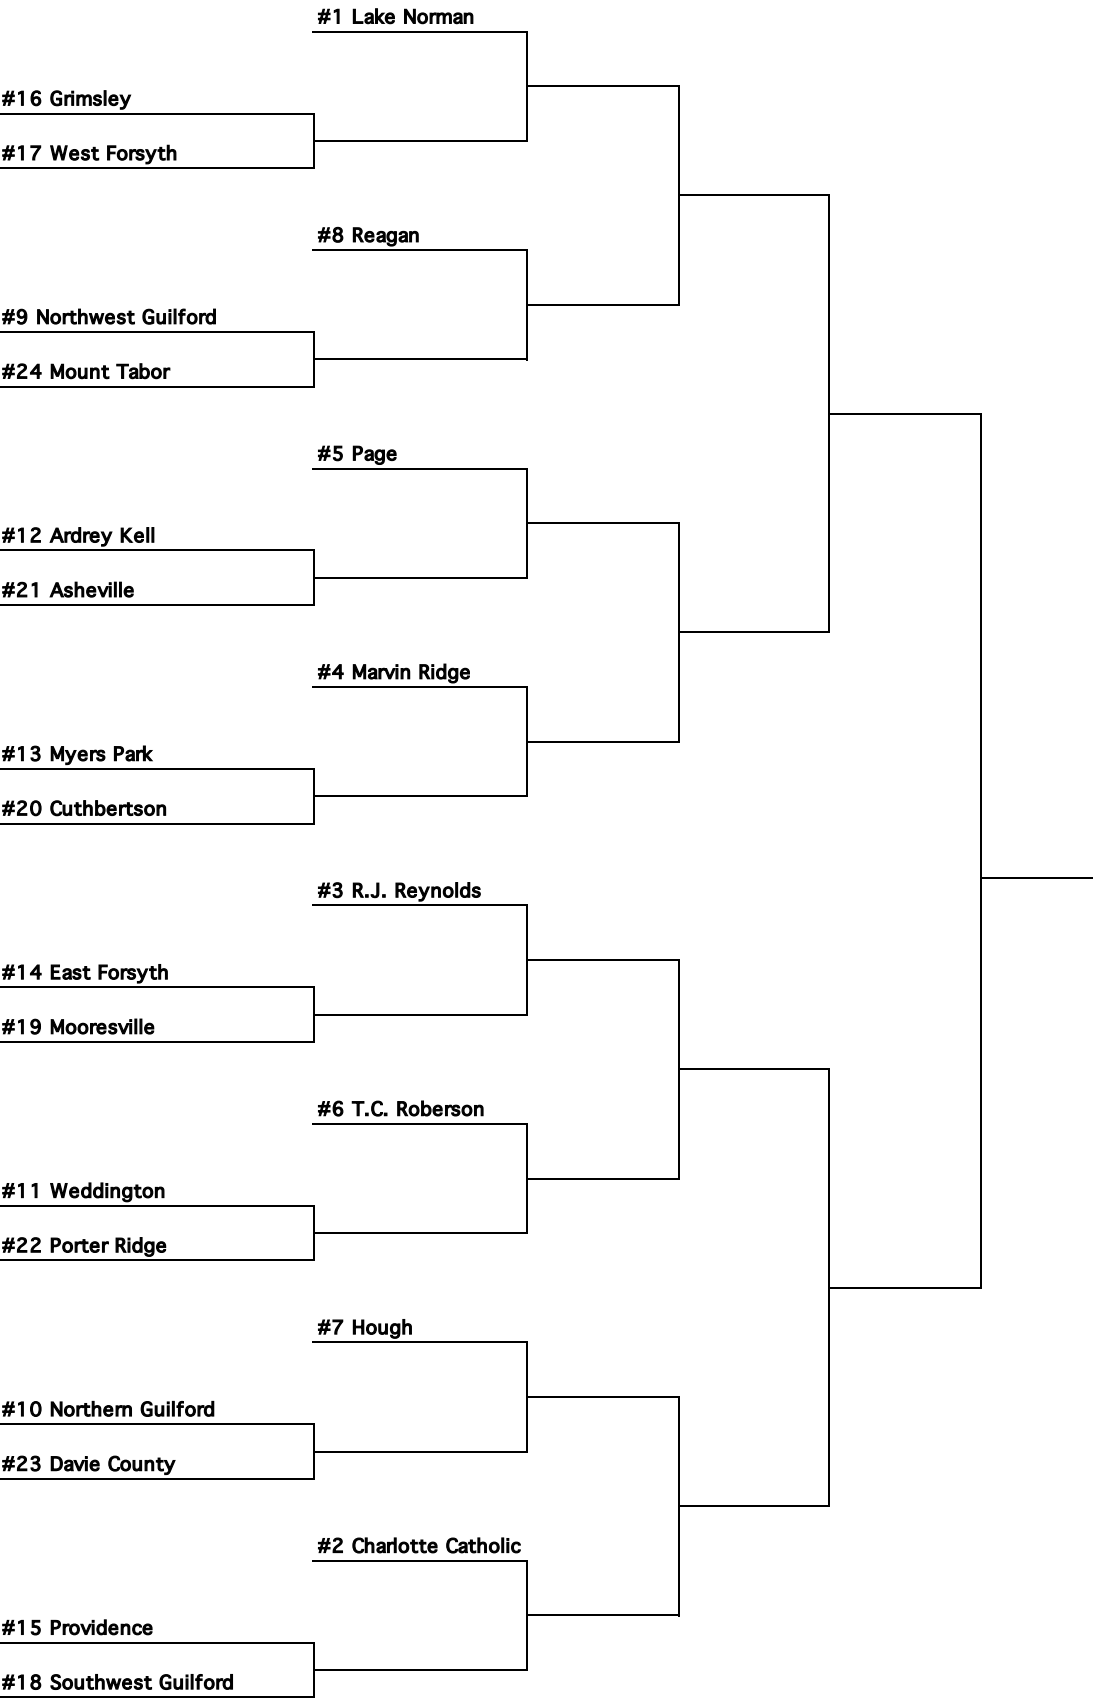 #1 Lake Norman
#16 Grimsley
#17 West Forsyth
#8 Reagan
#9 Northwest Guilford
#24 Mount Tabor
#5 Page
#12 Ardrey Kell
#21 Asheville
#4 Marvin Ridge
#13 Myers Park
#20 Cuthbertson
#3 R.J. Reynolds
#14 East Forsyth
#19 Mooresville
#6 T.C. Roberson
#11 Weddington
#22 Porter Ridge
#7 Hough
#10 Northern Guilford
#23 Davie County
#2 Charlotte Catholic
#15 Providence
#18 Southwest Guilford